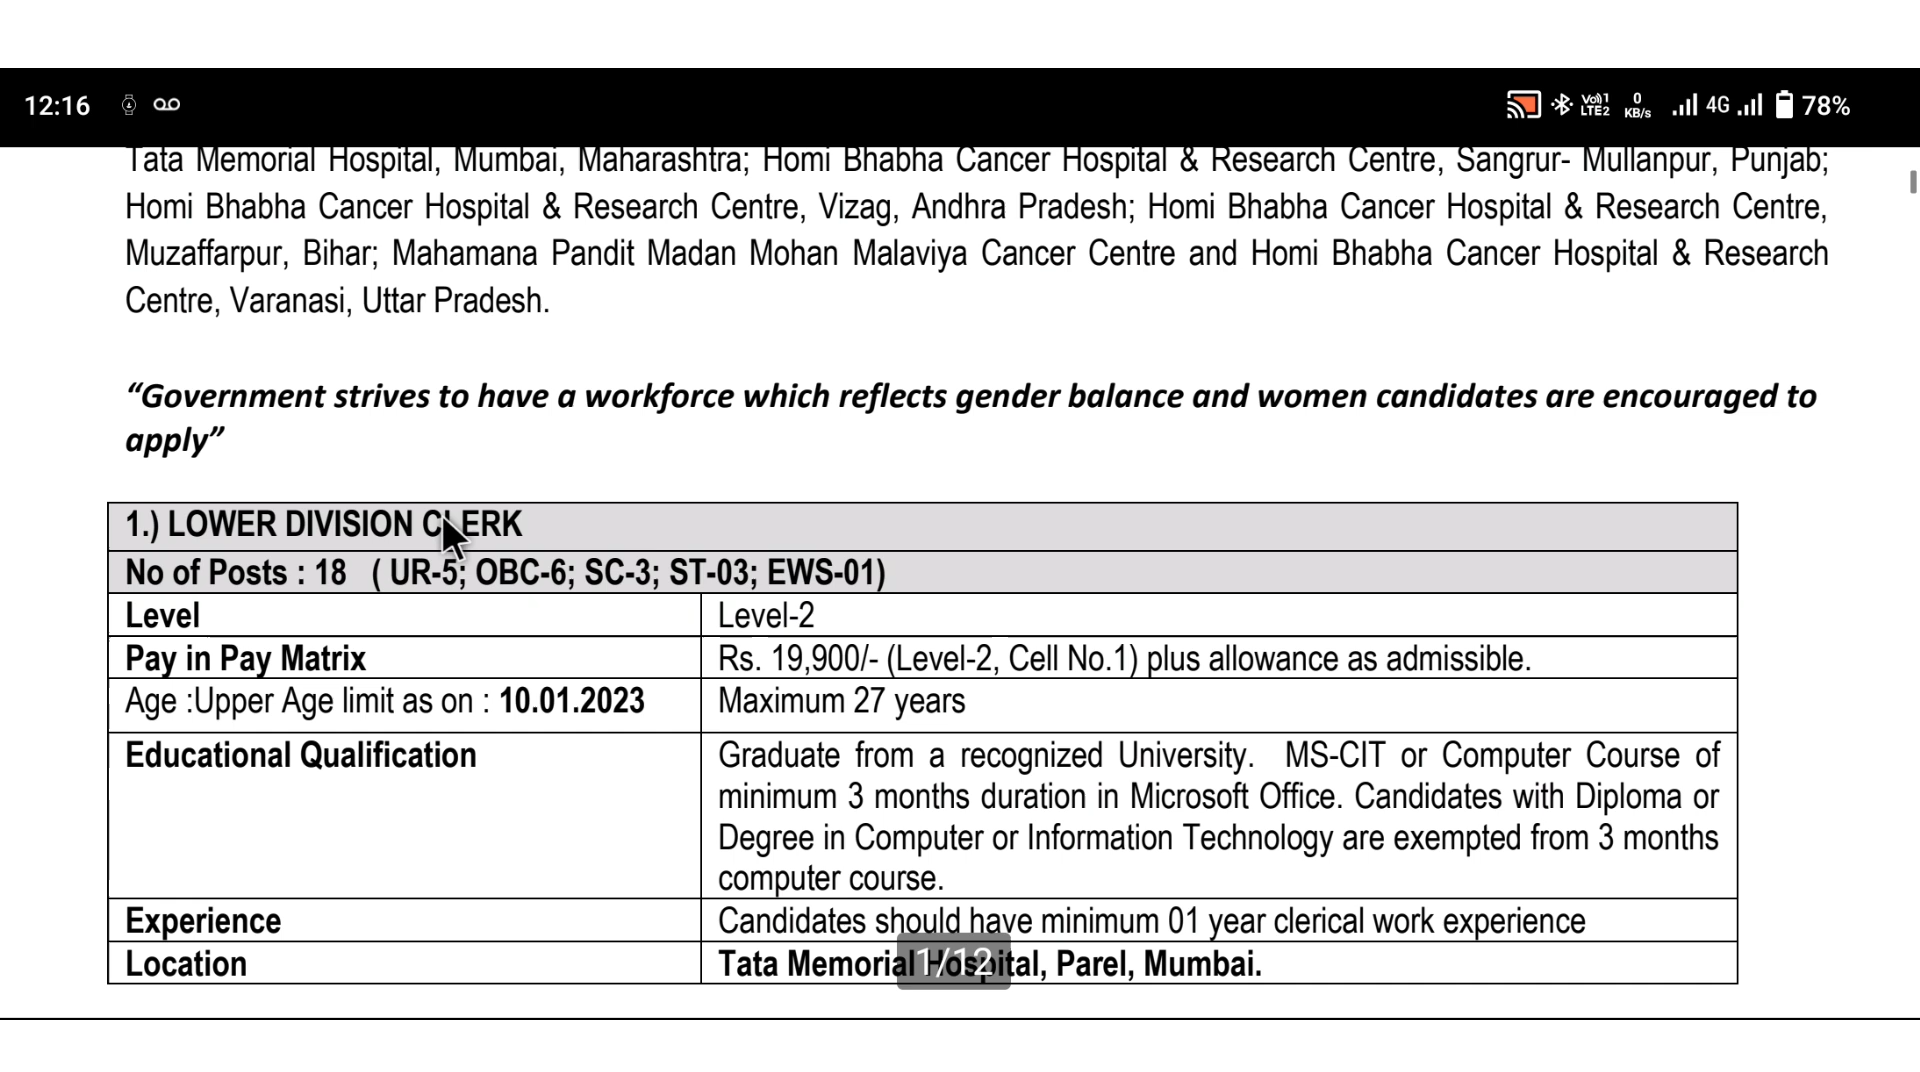 12:16
Vo)) 1 LTE2 0 KB/s 4G 78%
Tata Memorial Hospital, Mumbai, Maharashtra; Homi Bhabha Cancer Hospital & Research Centre, Sangrur- Mullanpur, Punjab;
Homi Bhabha Cancer Hospital & Research Centre, Vizag, Andhra Pradesh; Homi Bhabha Cancer Hospital & Research Centre,
Muzaffarpur, Bihar; Mahamana Pandit Madan Mohan Malaviya Cancer Centre and Homi Bhabha Cancer Hospital & Research
Centre, Varanasi, Uttar Pradesh.
“Government strives to have a workforce which reflects gender balance and women candidates are encouraged to
apply”
1.) LOWER DIVISION CLERK
No of Posts : 18 ( UR-5; OBC-6; SC-3; ST-03; EWS-01)
Level Level-2
Pay in Pay Matrix Rs. 19,900/- (Level-2, Cell No.1) plus allowance as admissible.
Age :Upper Age limit as on : 10.01.2023 Maximum 27 years
Educational Qualification Graduate from a recognized University. MS-CIT or Computer Course of
minimum 3 months duration in Microsoft Office. Candidates with Diploma or
Degree in Computer or Information Technology are exempted from 3 months
computer course.
Experience Candidates should have minimum 01 year clerical work experience
Location Tata Memorial Hospital, Parel, Mumbai.
1/12